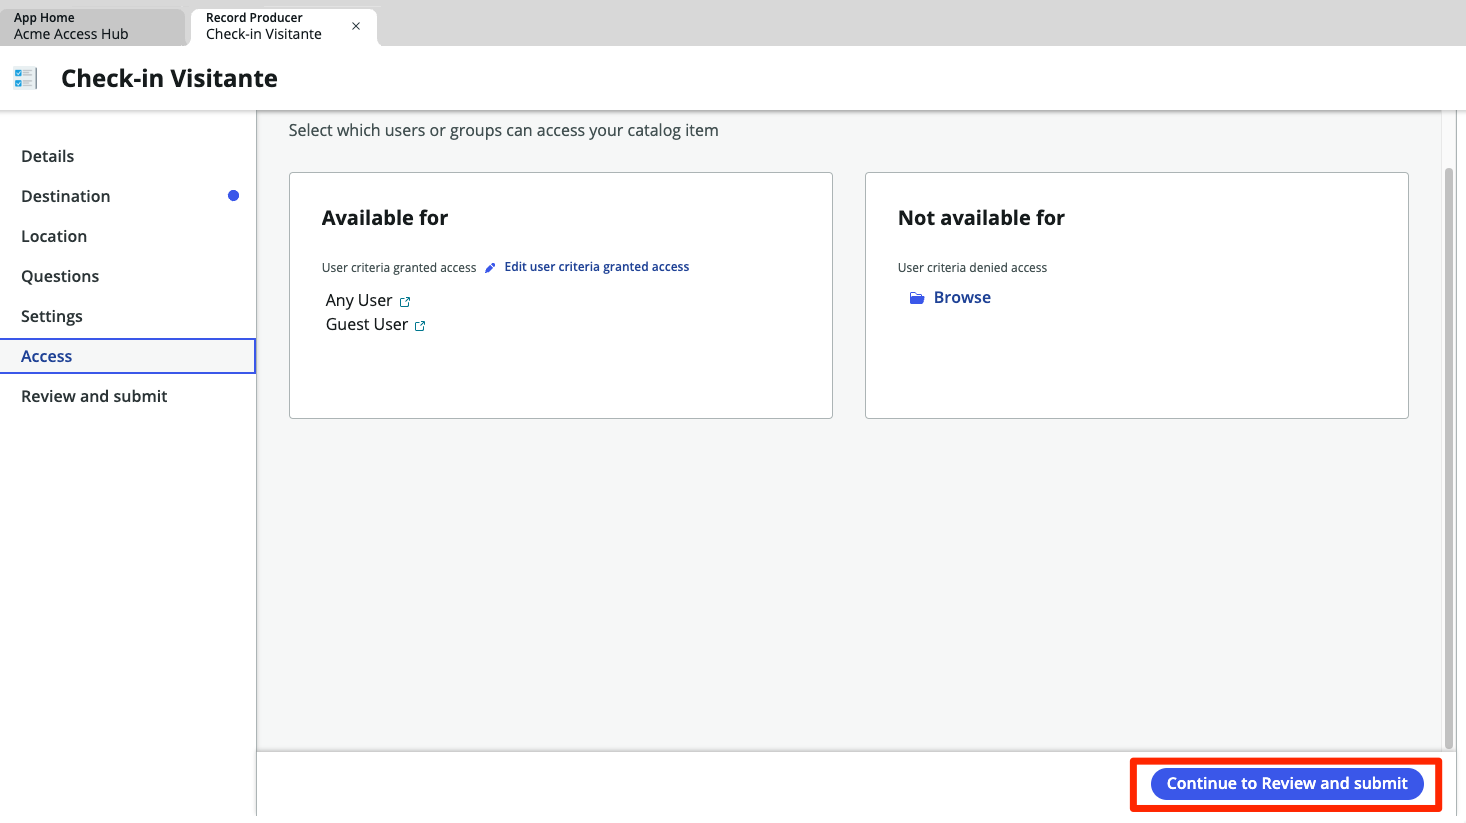 App Home
Acme Access Hub
Record Producer
Check-in Visitante
Check-in Visitante
Details
Destination
Location
Questions
Settings
Access
Review and submit
Select which users or groups can access your catalog item
Available for
User criteria granted access Edit user criteria granted access
Any User
Guest User
Not available for
User criteria denied access
Browse
Continue to Review and submit